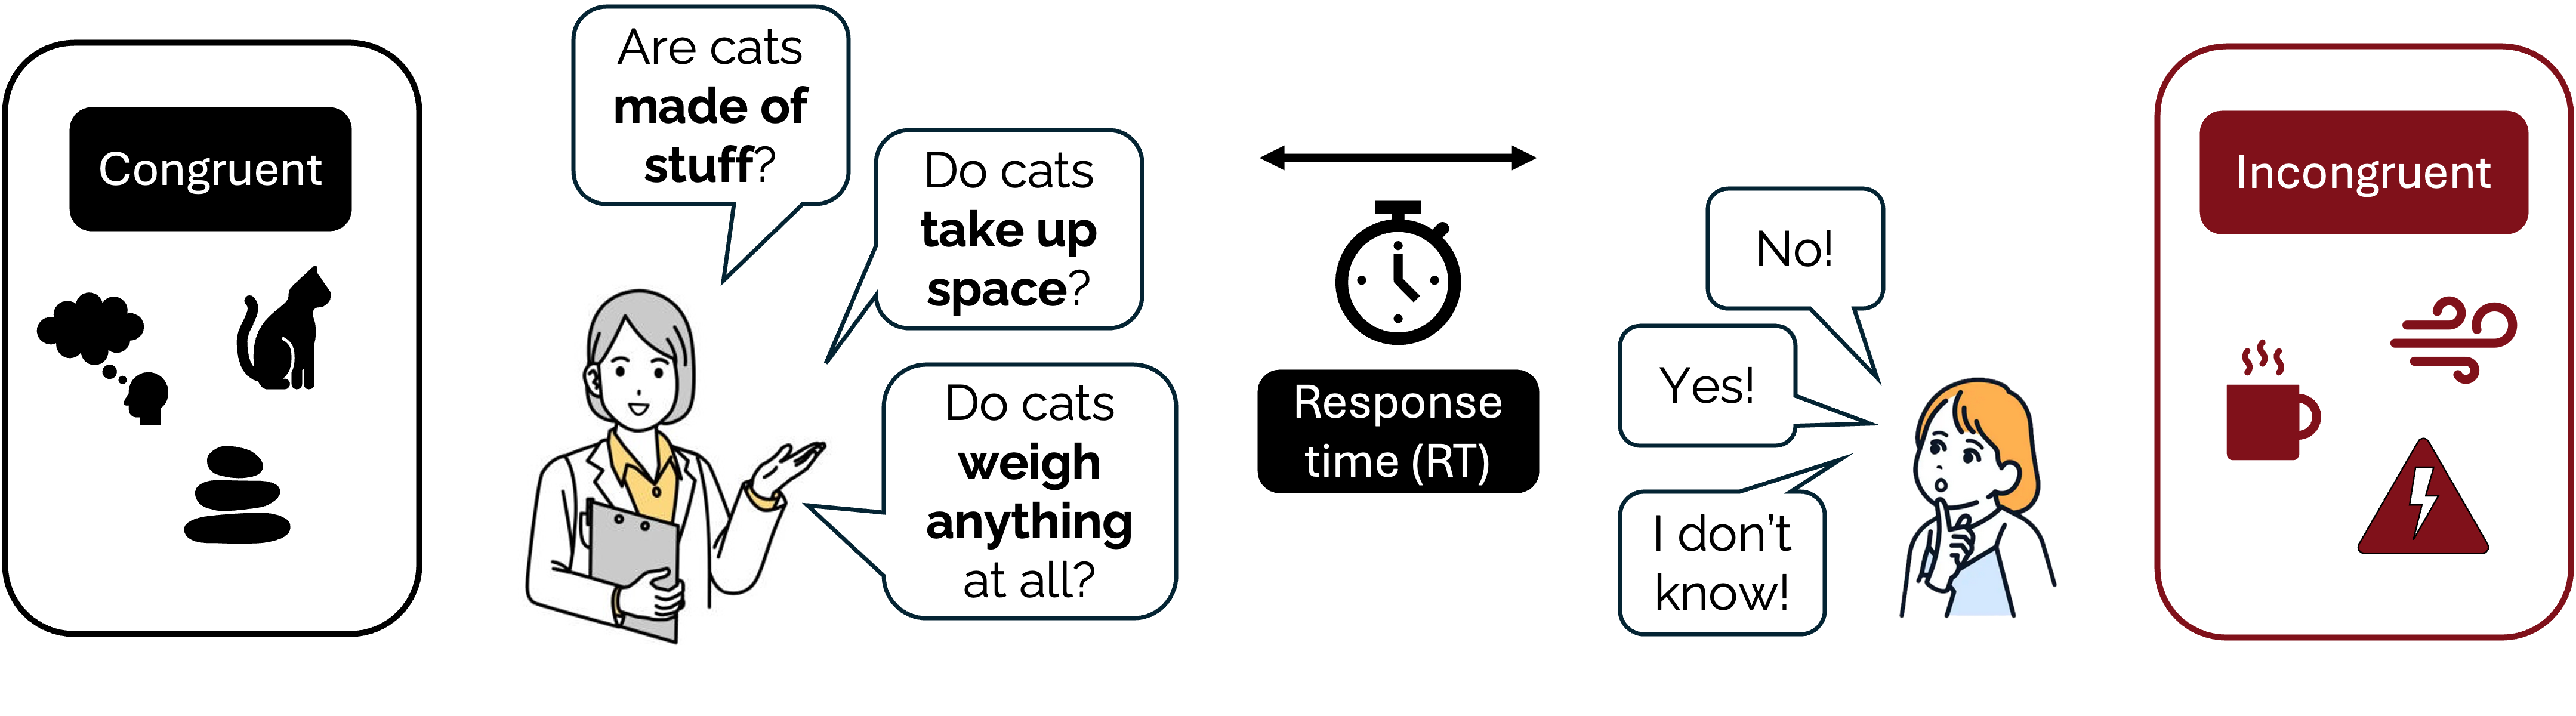 Congruent
Are cats
made of
stuff?
Do cats
take up
space?
Do cats
weigh
anything
at all?
Response
time (RT)
No!
Yes!
I don't
know!
Incongruent